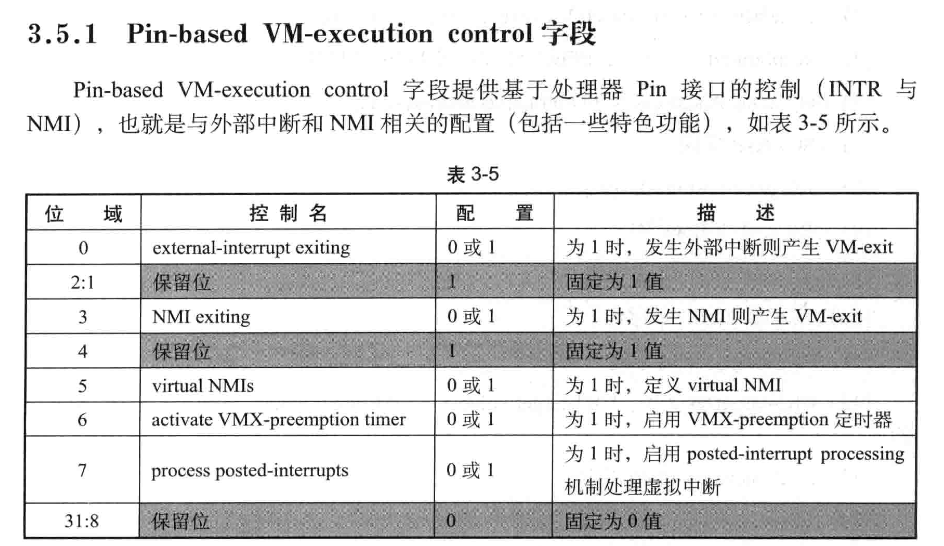 3.5.1 Pin-based VM-execution control 字段
Pin-based VM-execution control 字段提供基于处理器 Pin 接口的控制（INTR 与
NMI），也就是与外部中断和 NMI 相关的配置（包括一些特色功能），如表 3-5 所示。
表 3-5
位 域 控 制 名 配 置 描 述
0 external-interrupt exiting 0 或 1 为 1 时，发生外部中断则产生 VM-exit
2:1 保留位 1 固定为 1 值
3 NMI exiting 0 或 1 为 1 时，发生 NMI 则产生 VM-exit
4 保留位 1 固定为 1 值
5 virtual NMIs 0 或 1 为 1 时，定义 virtual NMI
6 activate VMX-preemption timer 0 或 1 为 1 时，启用 VMX-preemption 定时器
7 process posted-interrupts 0 或 1 为 1 时，启用 posted-interrupt processing
机制处理虚拟中断
31:8 保留位 0 固定为 0 值